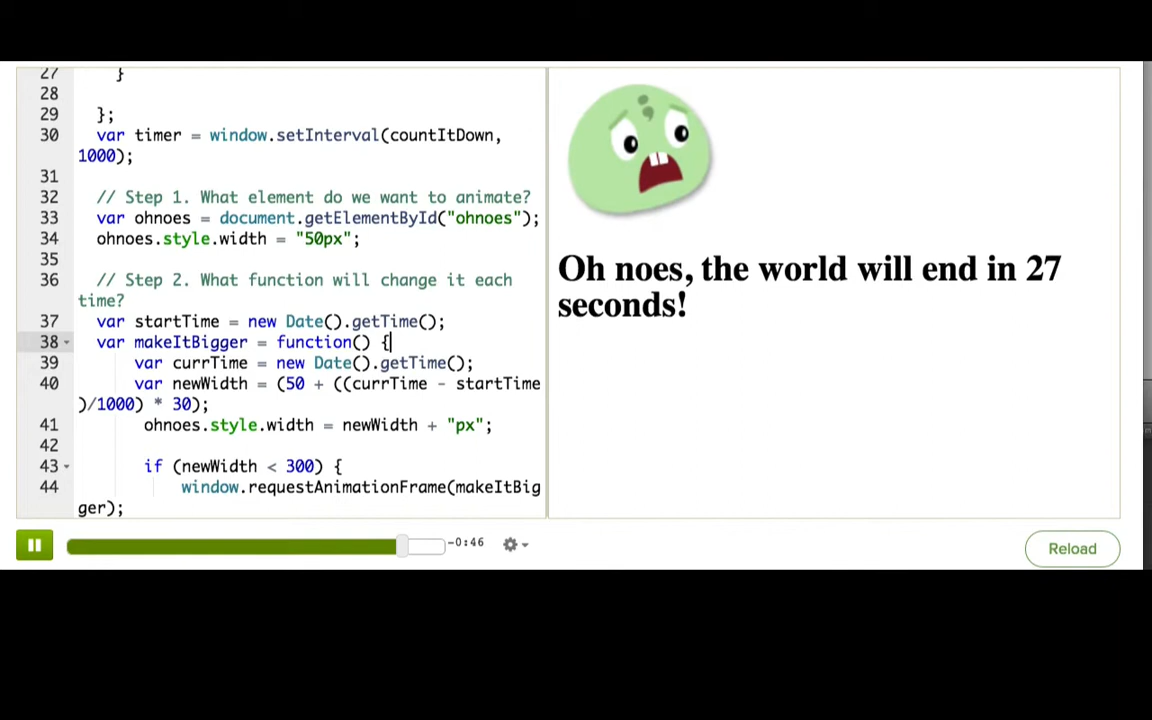 27 }
28
29 };
30 var timer = window.setInterval(countItDown,
1000);
31
32 // Step 1. What element do we want to animate?
33 var ohnoes = document.getElementById("ohnoes");
34 ohnoes.style.width = "50px";
35
36 // Step 2. What function will change it each
time?
37 var startTime = new Date().getTime();
38 var makeItBigger = function() {
39 var currTime = new Date().getTime();
40 var newWidth = (50 + ((currTime - startTime
)/1000) * 30);
41 ohnoes.style.width = newWidth + "px";
42
43 if (newWidth < 300) {
44 window.requestAnimationFrame(makeItBig
ger);
Oh noes, the world will end in 27
seconds!
-0:46
Reload